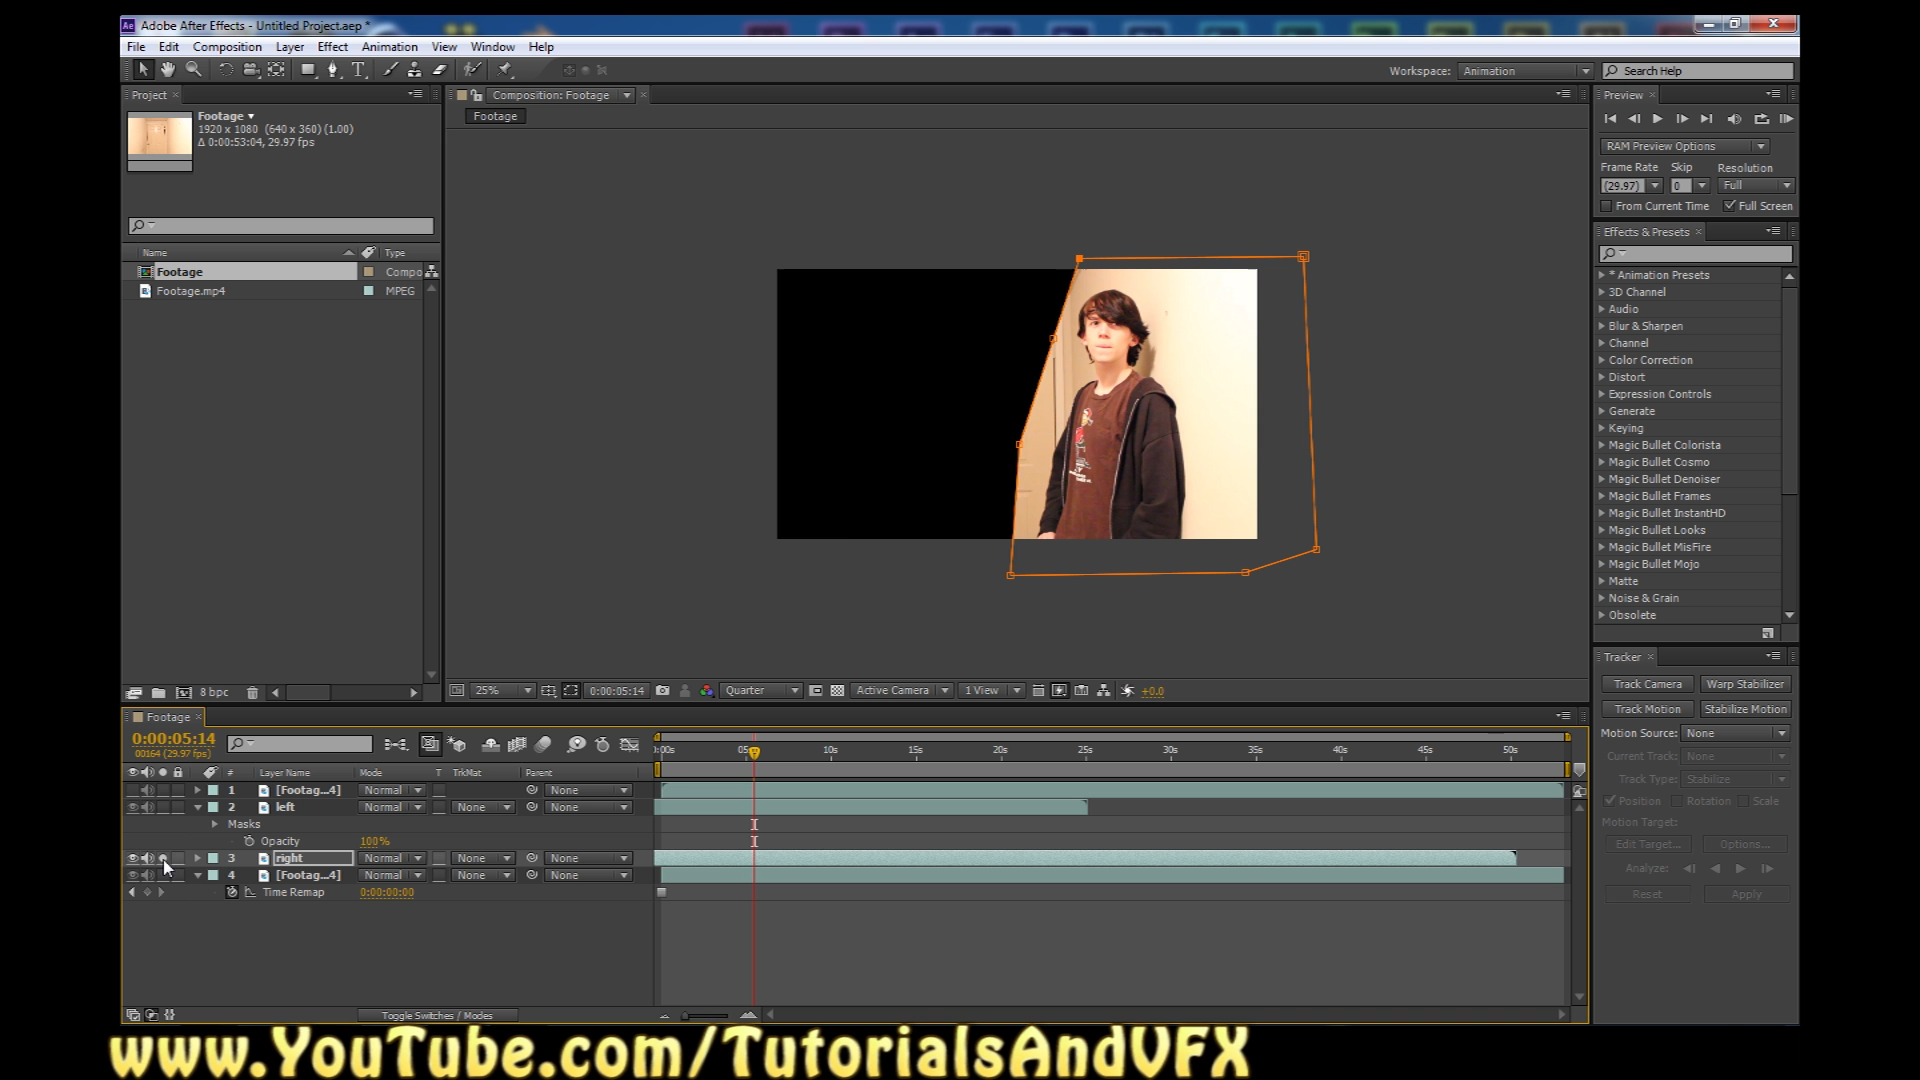 Adobe After Effects - Untitled Project.aep *
File Edit Composition Layer Effect Animation View Window Help
Workspace: Animation Search Help
Project
Footage
1920 x 1080 (640 x 360) (1.00)
Δ 0:00:53:04, 29.97 fps
Name Type
Footage Compo
Footage.mp4 MPEG
8 bpc
Composition: Footage
Footage
25% 0:00:05:14 Quarter Active Camera 1 View +0.0
Preview
RAM Preview Options
Frame Rate Skip Resolution
(29.97) 0 Full
From Current Time Full Screen
Effects & Presets
* Animation Presets
3D Channel
Audio
Blur & Sharpen
Channel
Color Correction
Distort
Expression Controls
Generate
Keying
Magic Bullet Colorista
Magic Bullet Cosmo
Magic Bullet Denoiser
Magic Bullet Frames
Magic Bullet InstantHD
Magic Bullet Looks
Magic Bullet MisFire
Magic Bullet Mojo
Matte
Noise & Grain
Obsolete
Tracker
Track Camera Warp Stabilizer
Track Motion Stabilize Motion
Motion Source: None
Current Track: None
Track Type: Stabilize
Position Rotation Scale
Motion Target:
Edit Target... Options...
Analyze:
Reset Apply
Footage
0:00:05:14
00164 (29.97 fps)
:00s 05 10s 15s 20s 25s 30s 35s 40s 45s 50s
# Layer Name Mode T TrkMat Parent
1 [Footag...4] Normal None
2 left Normal None None
Masks
Opacity 100%
3 right Normal None None
4 [Footag...4] Normal None None
Time Remap 0:00:00:00
Toggle Switches / Modes
www.YouTube.com/TutorialsAndVFX